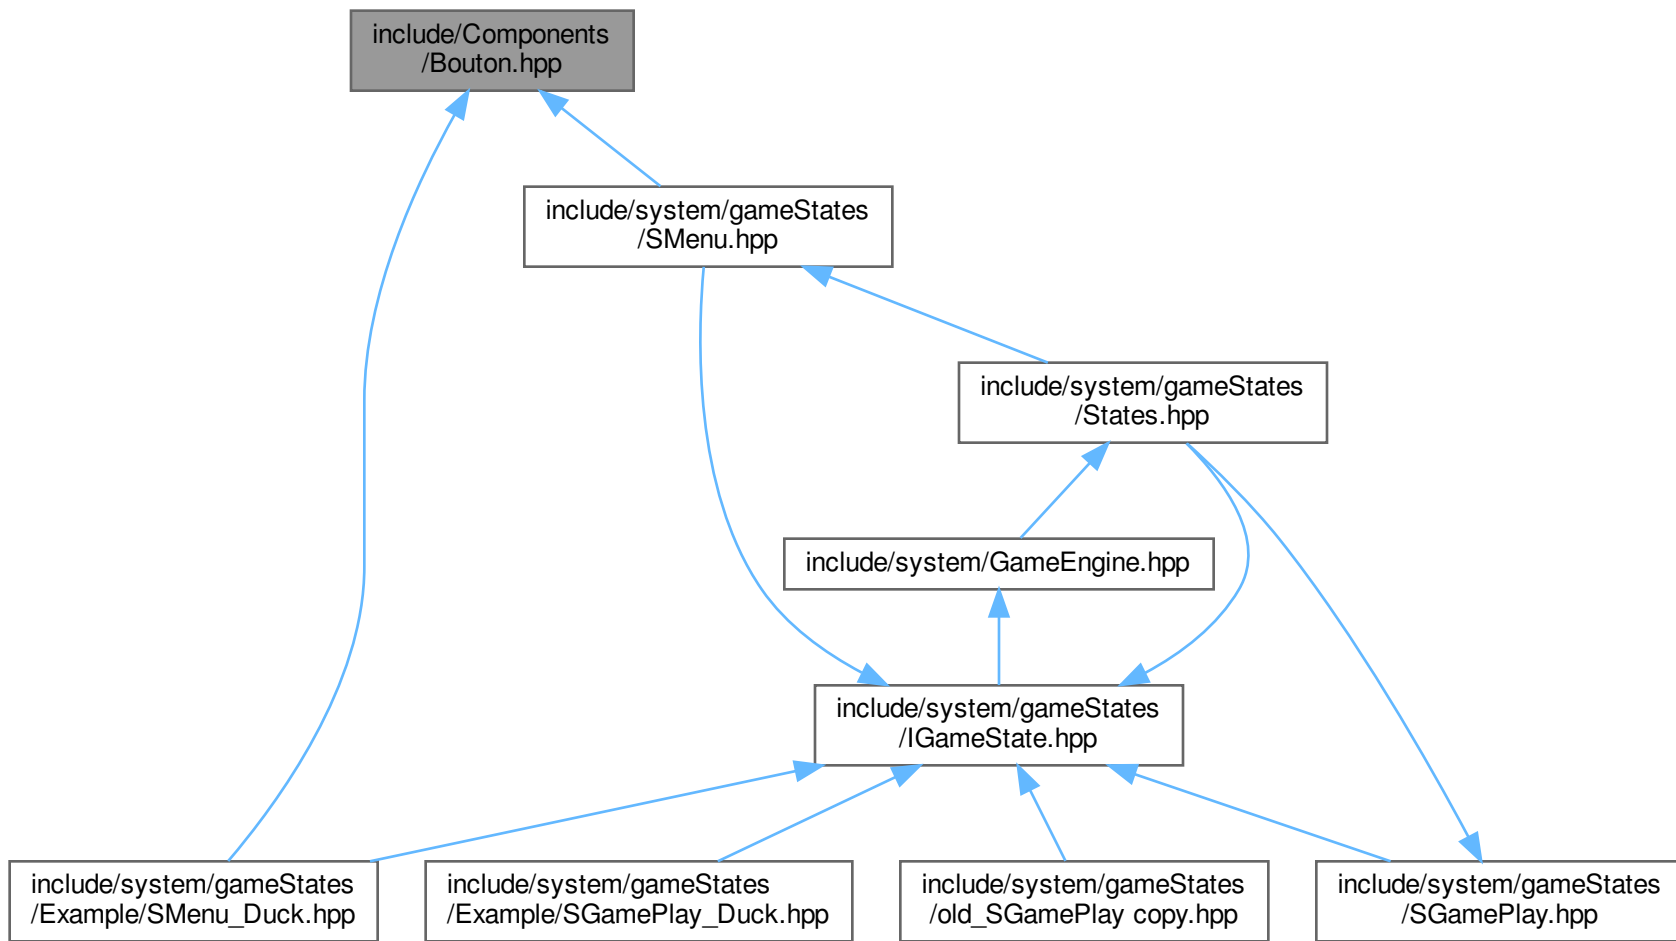 include/Components
/Bouton.hpp
include/system/gameStates
/SMenu.hpp
include/system/gameStates
/States.hpp
include/system/GameEngine.hpp
include/system/gameStates
/IGameState.hpp
include/system/gameStates
/Example/SMenu_Duck.hpp
include/system/gameStates
/Example/SGamePlay_Duck.hpp
include/system/gameStates
/old_SGamePlay copy.hpp
include/system/gameStates
/SGamePlay.hpp